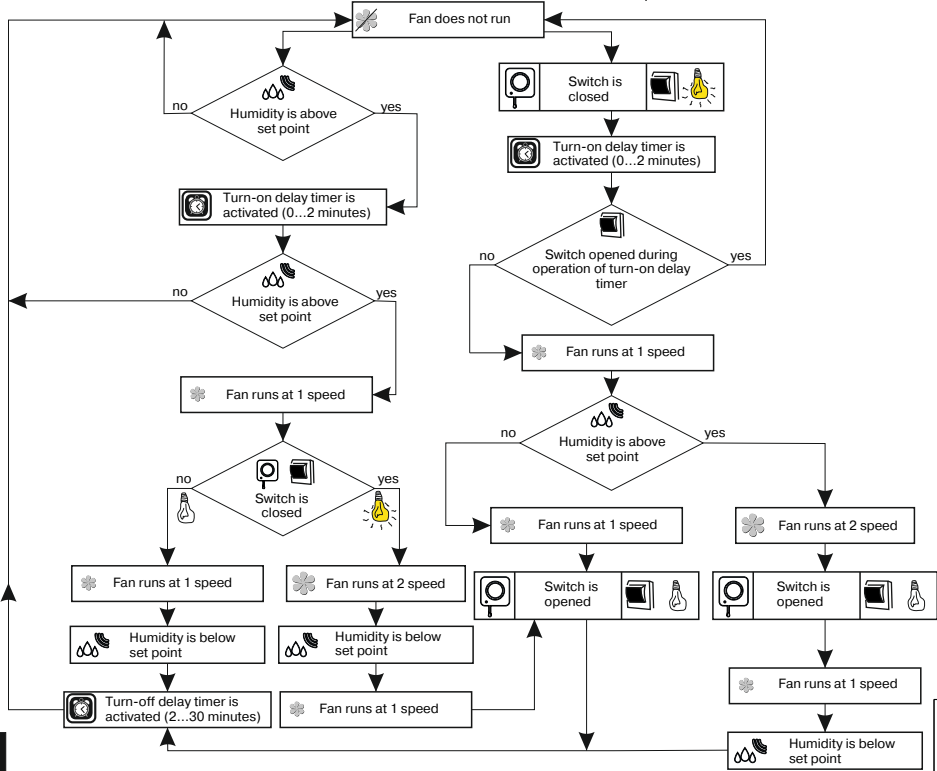 Fan does not run
Humidity is above
set point
no
yes
Turn-on delay timer is
activated (0...2 minutes)
Humidity is above
set point
no
yes
Fan runs at 1 speed
Switch is
closed
no
yes
Fan runs at 1 speed
Humidity is below
set point
Turn-off delay timer is
activated (2...30 minutes)
Fan runs at 2 speed
Humidity is below
set point
Fan runs at 1 speed
Switch is
closed
Turn-on delay timer is
activated (0...2 minutes)
Switch opened during
operation of turn-on delay
timer
no
yes
Fan runs at 1 speed
Humidity is above
set point
no
yes
Fan runs at 1 speed
Switch is
opened
Fan runs at 2 speed
Switch is
opened
Fan runs at 1 speed
Humidity is below
set point